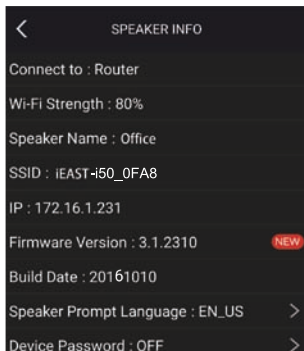 SPEAKER INFO
Connect to : Router
Wi-Fi Strength : 80%
Speaker Name : Office
SSID : iEAST-i50_0FA8
IP : 172.16.1.231
Firmware Version : 3.1.2310 NEW
Build Date : 20161010
Speaker Prompt Language : EN_US
Device Password : OFF